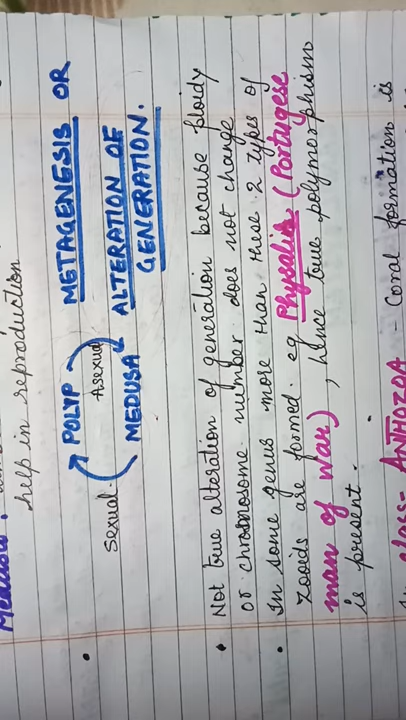 help in reproduction
POLYP METAGENESIS OR
Asexual
Sexual
MEDUSA ALTERATION OF
GENERATION.
Not true alteration of generation because ploidy
or chromosome number does not change
In some genus more than these 2 types of
zooids are formed. eg Physalia (Portugese
man of war), hence true polymorphism
is present.
class- ANTHOZOA - Coral formation is